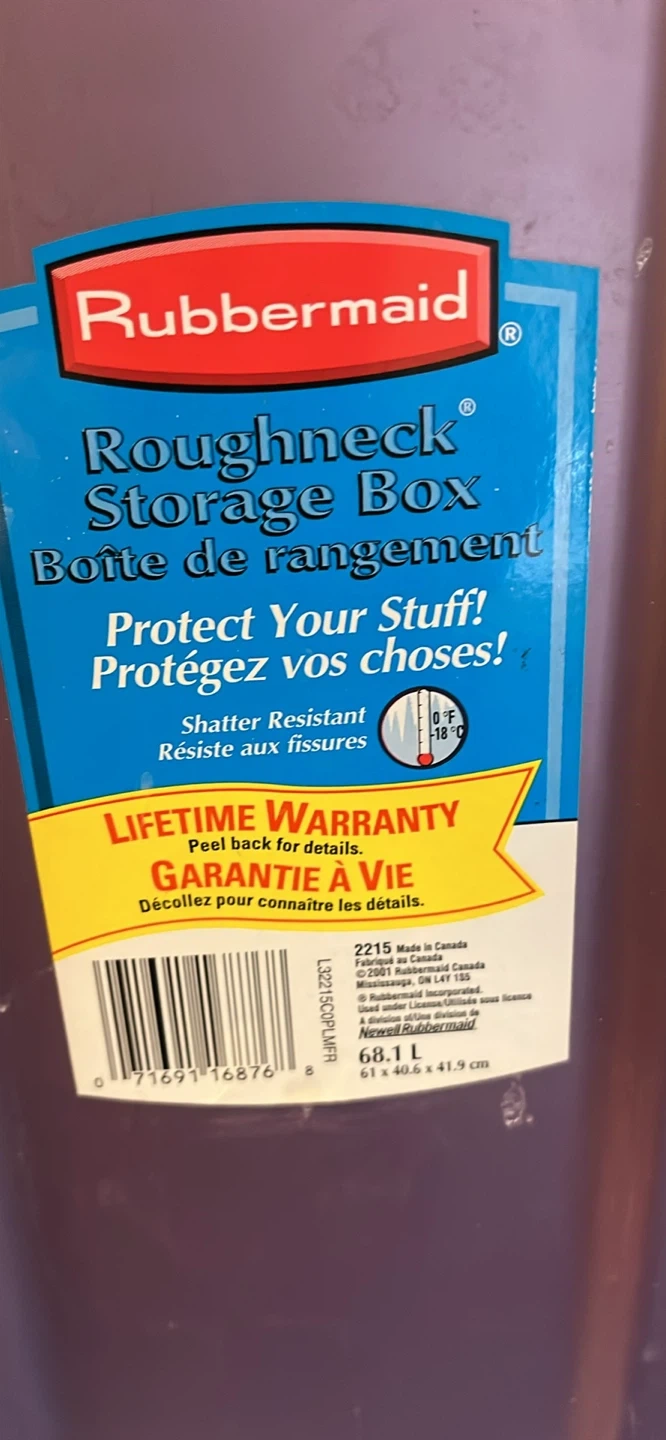 Rubbermaid®
Roughneck®
Storage Box
Boîte de rangement
Protect Your Stuff!
Protégez vos choses!
Shatter Resistant
Résiste aux fissures
0 °F
-18 °C
LIFETIME WARRANTY
Peel back for details.
GARANTIE À VIE
Décollez pour connaître les détails.
0 71691 16876 8
L32215C0PLMFR
2215 Made in Canada
Fabriqué au Canada
©2001 Rubbermaid Canada
Mississauga, ON L4Y 1S5
® Rubbermaid Incorporated.
Used under License/Utilisée sous licence
A division of/Une division de
Newell Rubbermaid
68.1 L
61 x 40.6 x 41.9 cm